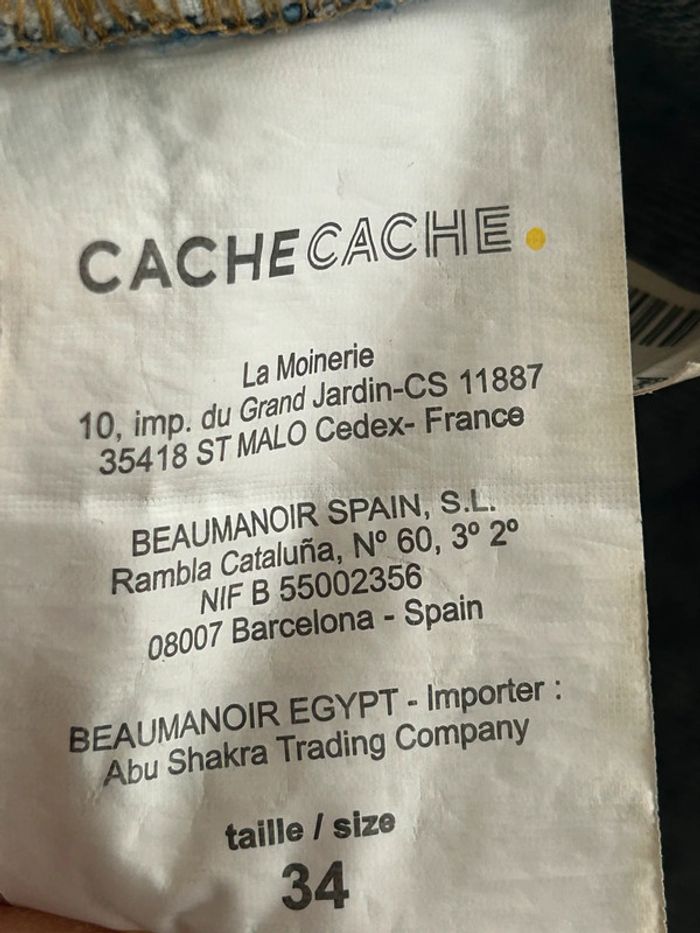 CACHECACHE.
La Moinerie
10, imp. du Grand Jardin-CS 11887
35418 ST MALO Cedex- France
BEAUMANOIR SPAIN, S.L.
Rambla Cataluña, Nº 60, 3º 2º
NIF B 55002356
08007 Barcelona - Spain
BEAUMANOIR EGYPT - Importer :
Abu Shakra Trading Company
taille / size
34